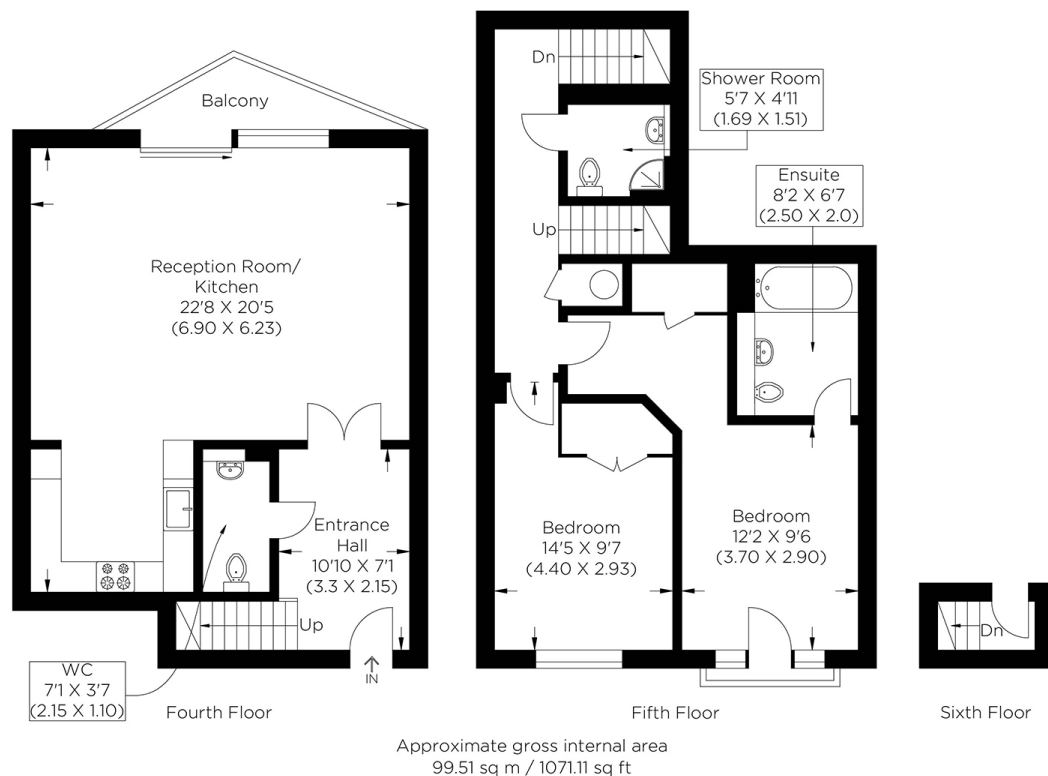 Balcony
Reception Room/
Kitchen
22'8 X 20'5
(6.90 X 6.23)
Entrance
Hall
10'10 X 7'1
(3.3 X 2.15)
Up
IN
WC
7'1 X 3'7
(2.15 X 1.10)
Fourth Floor
Dn
Shower Room
5'7 X 4'11
(1.69 X 1.51)
Ensuite
8'2 X 6'7
(2.50 X 2.0)
Up
Bedroom
14'5 X 9'7
(4.40 X 2.93)
Bedroom
12'2 X 9'6
(3.70 X 2.90)
Fifth Floor
Dn
Sixth Floor
Approximate gross internal area
99.51 sq m / 1071.11 sq ft